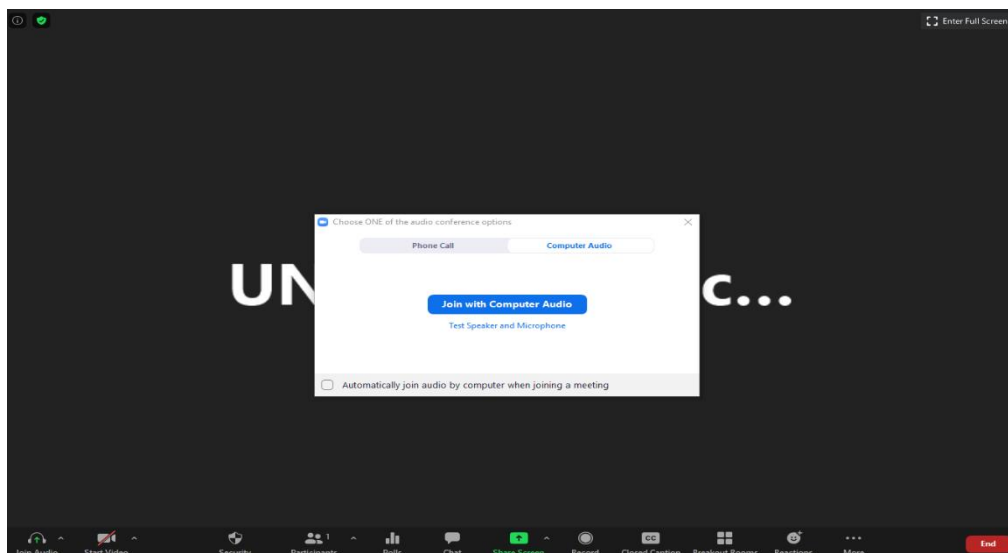 Enter Full Screen
Choose ONE of the audio conference options
Phone Call
Computer Audio
UN
c...
Join with Computer Audio
Test Speaker and Microphone
Automatically join audio by computer when joining a meeting
1
CC
Join Audio
Start Video
Security
Participants
Polls
Chat
Share Screen
Record
Closed Caption
Breakout Rooms
Reactions
More
End